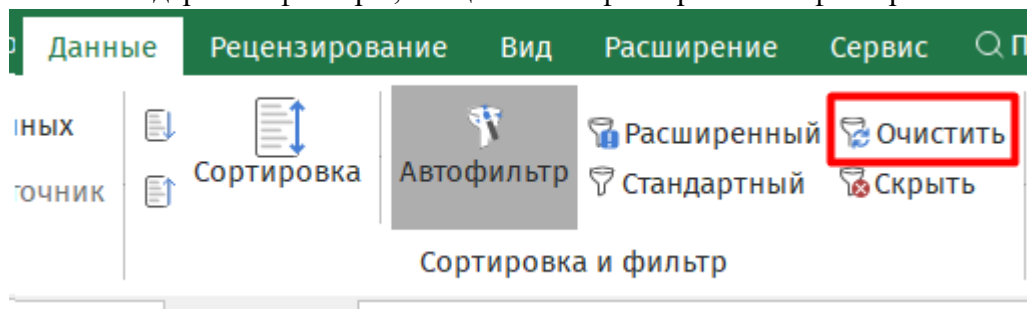 Данные Рецензирование Вид Расширение Сервис
Расширенный Очистить
Сортировка Автофильтр
Стандартный Скрыть
Сортировка и фильтр